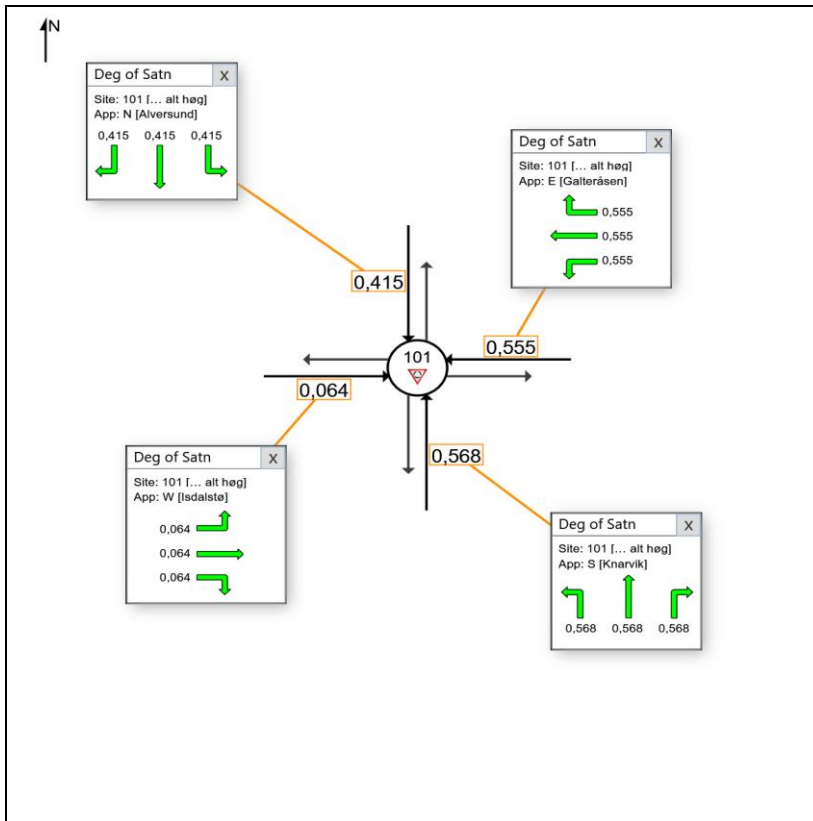 N
Deg of Satn X
Site: 101 [… alt høg]
App: N [Alversund]
0,415 0,415 0,415
Deg of Satn X
Site: 101 [… alt høg]
App: E [Galteråsen]
0,555
0,555
0,555
0,415
0,555
101
0,064
0,568
Deg of Satn X
Site: 101 [… alt høg]
App: W [Isdalstø]
0,064
0,064
0,064
Deg of Satn X
Site: 101 [… alt høg]
App: S [Knarvik]
0,568 0,568 0,568